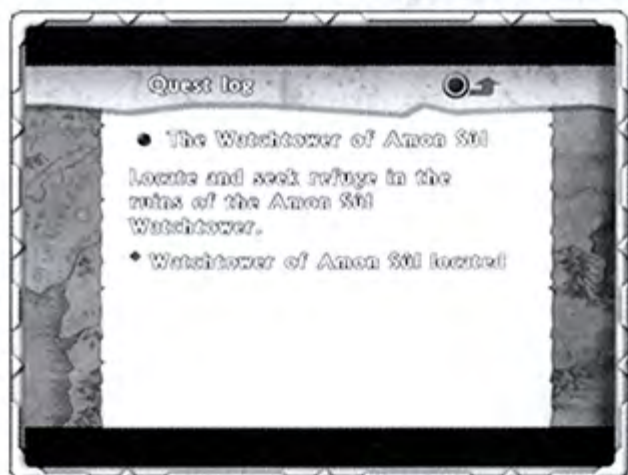 Quest log
The Watchtower of Amon Sûl
Locate and seek refuge in the
ruins of the Amon Sûl
Watchtower.
Watchtower of Amon Sûl located